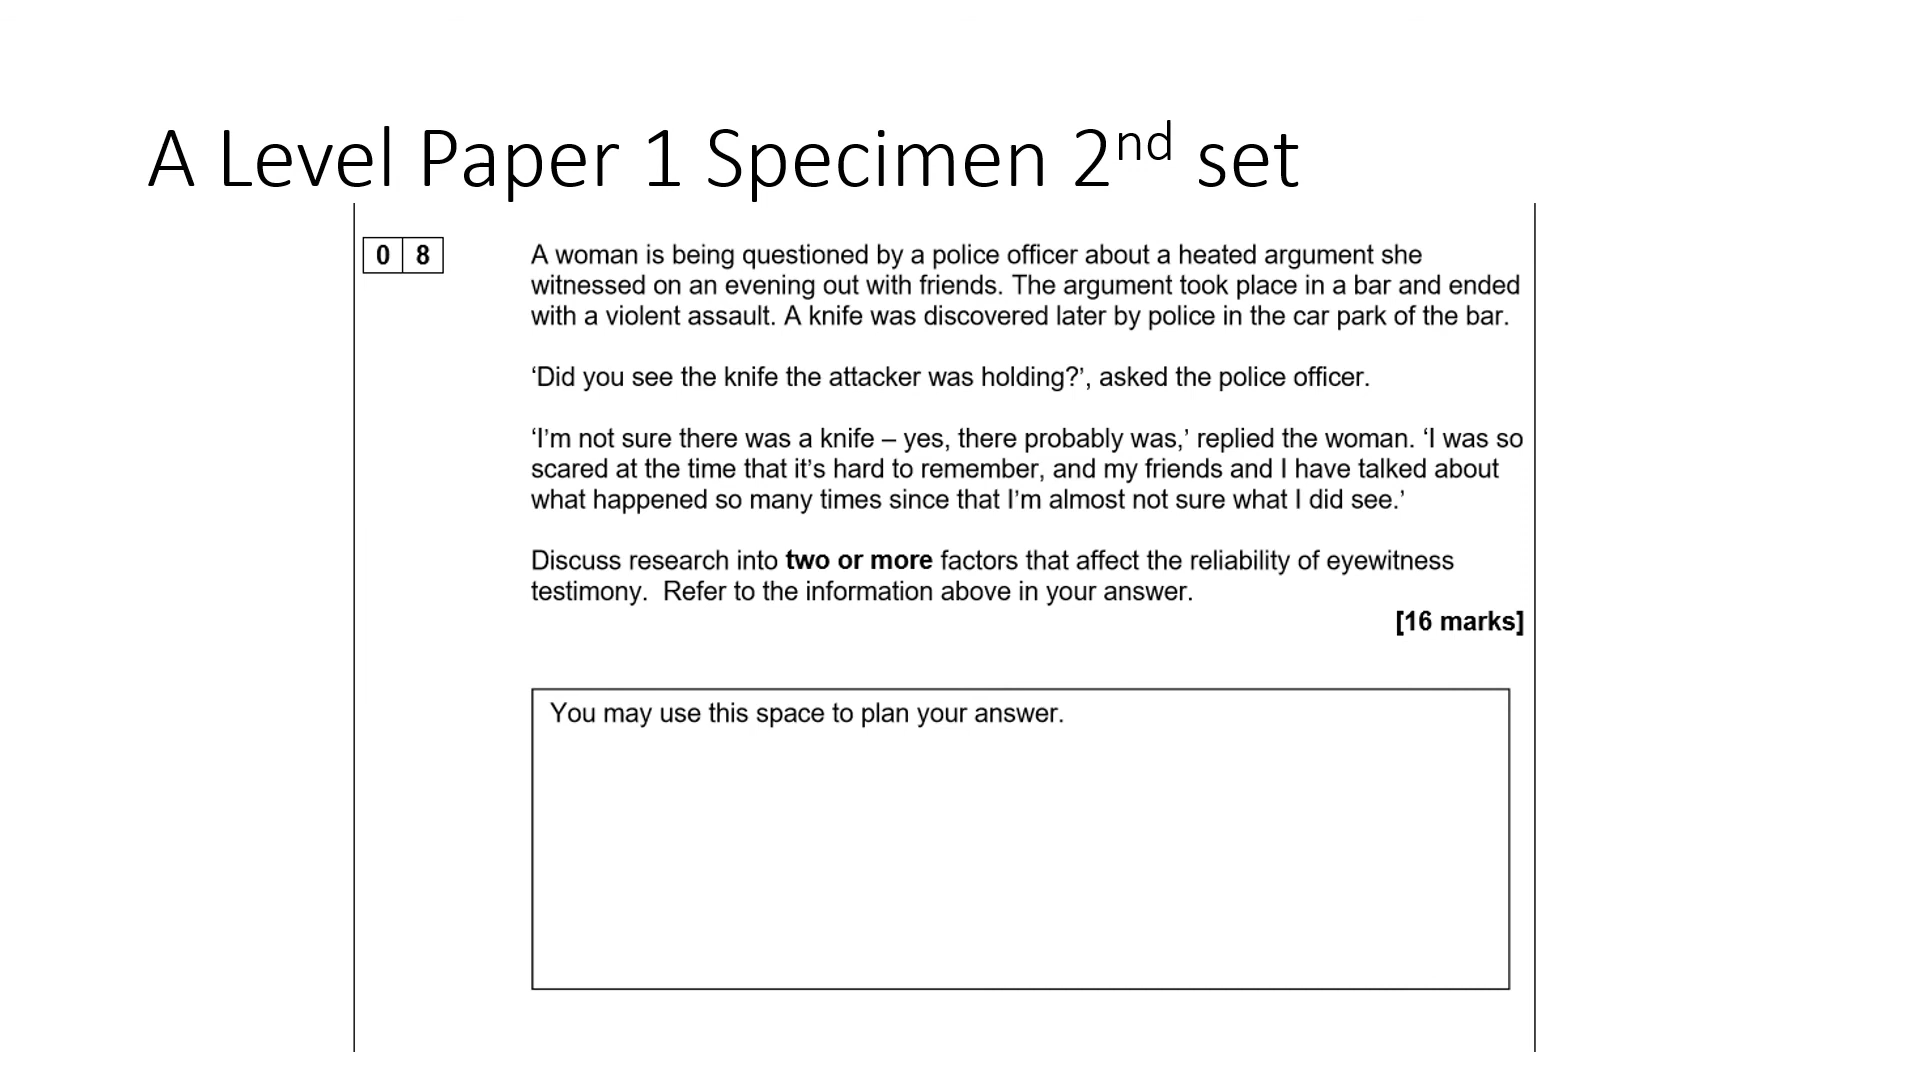 A Level Paper 1 Specimen 2nd set
0 8
A woman is being questioned by a police officer about a heated argument she
witnessed on an evening out with friends. The argument took place in a bar and ended
with a violent assault. A knife was discovered later by police in the car park of the bar.
‘Did you see the knife the attacker was holding?’, asked the police officer.
‘I’m not sure there was a knife – yes, there probably was,’ replied the woman. ‘I was so
scared at the time that it’s hard to remember, and my friends and I have talked about
what happened so many times since that I’m almost not sure what I did see.’
Discuss research into two or more factors that affect the reliability of eyewitness
testimony. Refer to the information above in your answer.
[16 marks]
You may use this space to plan your answer.